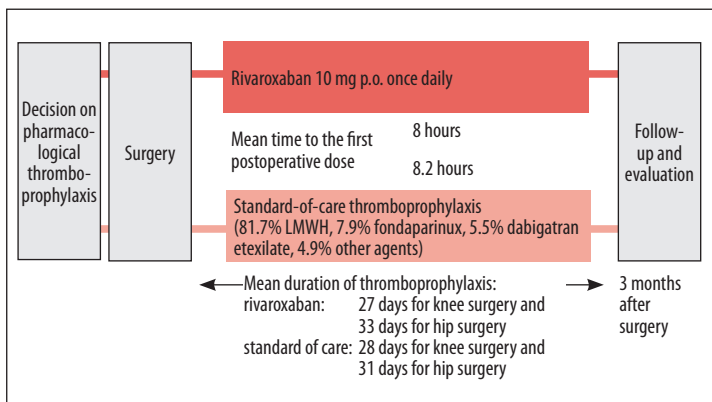 Decision on
pharmaco-
logical
thrombo-
prophylaxis
Surgery
Rivaroxaban 10 mg p.o. once daily
Mean time to the first
postoperative dose
8 hours
8.2 hours
Standard-of-care thromboprophylaxis
(81.7% LMWH, 7.9% fondaparinux, 5.5% dabigatran
etexilate, 4.9% other agents)
Follow-
up and
evaluation
Mean duration of thromboprophylaxis:
rivaroxaban: 27 days for knee surgery and
33 days for hip surgery
standard of care: 28 days for knee surgery and
31 days for hip surgery
3 months
after
surgery